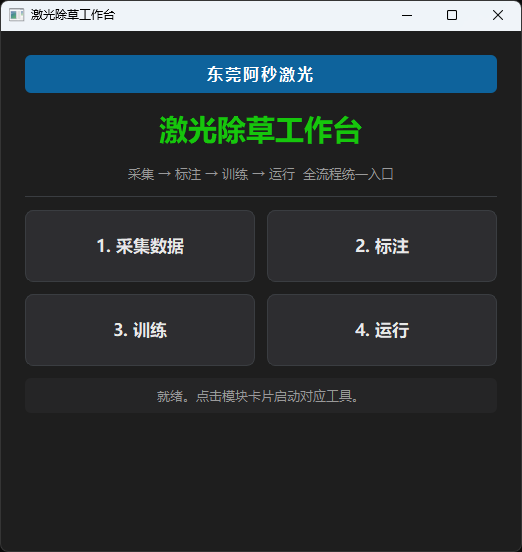 激光除草工作台
东莞阿秒激光
激光除草工作台
采集 → 标注 → 训练 → 运行  全流程统一入口
1. 采集数据
2. 标注
3. 训练
4. 运行
就绪。点击模块卡片启动对应工具。